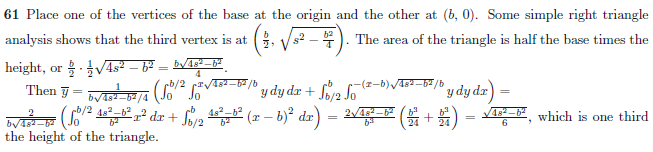 61 Place one of the vertices of the base at the origin and the other at (b, 0). Some simple right triangle
analysis shows that the third vertex is at (b/2, √(s² − b²/4)). The area of the triangle is half the base times the
height, or b/2 · 1/2 √(4s² − b²) = b√(4s² − b²)/4.
Then ȳ = 1/(b√(4s² − b²)/4) (∫₀^{b/2} ∫₀^{x√(4s²−b²)/b} y dy dx + ∫_{b/2}^{b} ∫₀^{−(x−b)√(4s²−b²)/b} y dy dx) =
2/(b√(4s²−b²)) (∫₀^{b/2} (4s²−b²)/b² x² dx + ∫_{b/2}^{b} (4s²−b²)/b² (x − b)² dx) = 2√(4s²−b²)/b³ (b³/24 + b³/24) = √(4s²−b²)/6, which is one third
the height of the triangle.